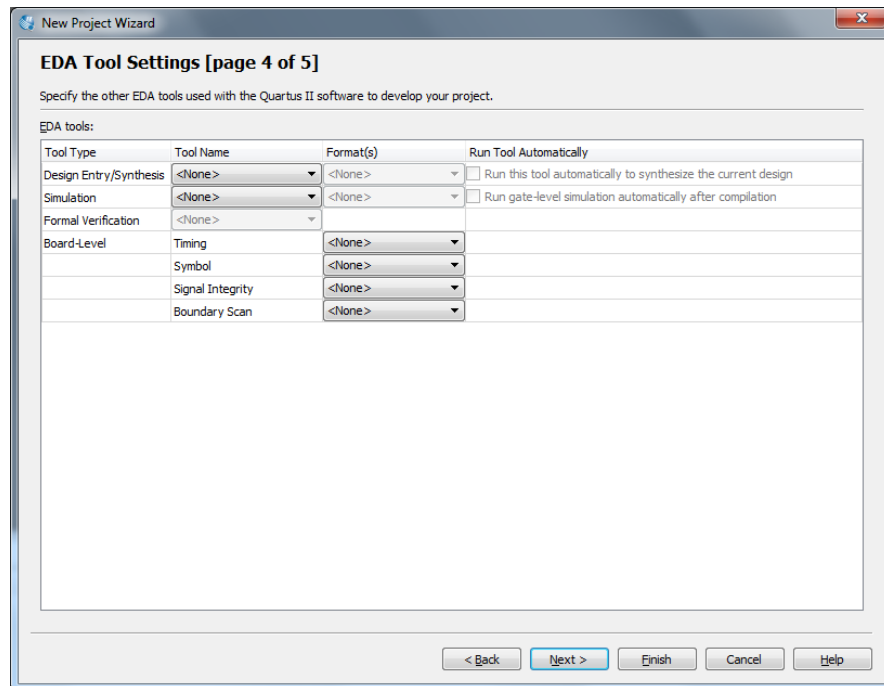 New Project Wizard
EDA Tool Settings [page 4 of 5]
Specify the other EDA tools used with the Quartus II software to develop your project.
EDA tools:
Tool Type Tool Name Format(s) Run Tool Automatically
Design Entry/Synthesis <None> <None> Run this tool automatically to synthesize the current design
Simulation <None> <None> Run gate-level simulation automatically after compilation
Formal Verification <None>
Board-Level Timing <None>
Symbol <None>
Signal Integrity <None>
Boundary Scan <None>
< Back Next > Finish Cancel Help